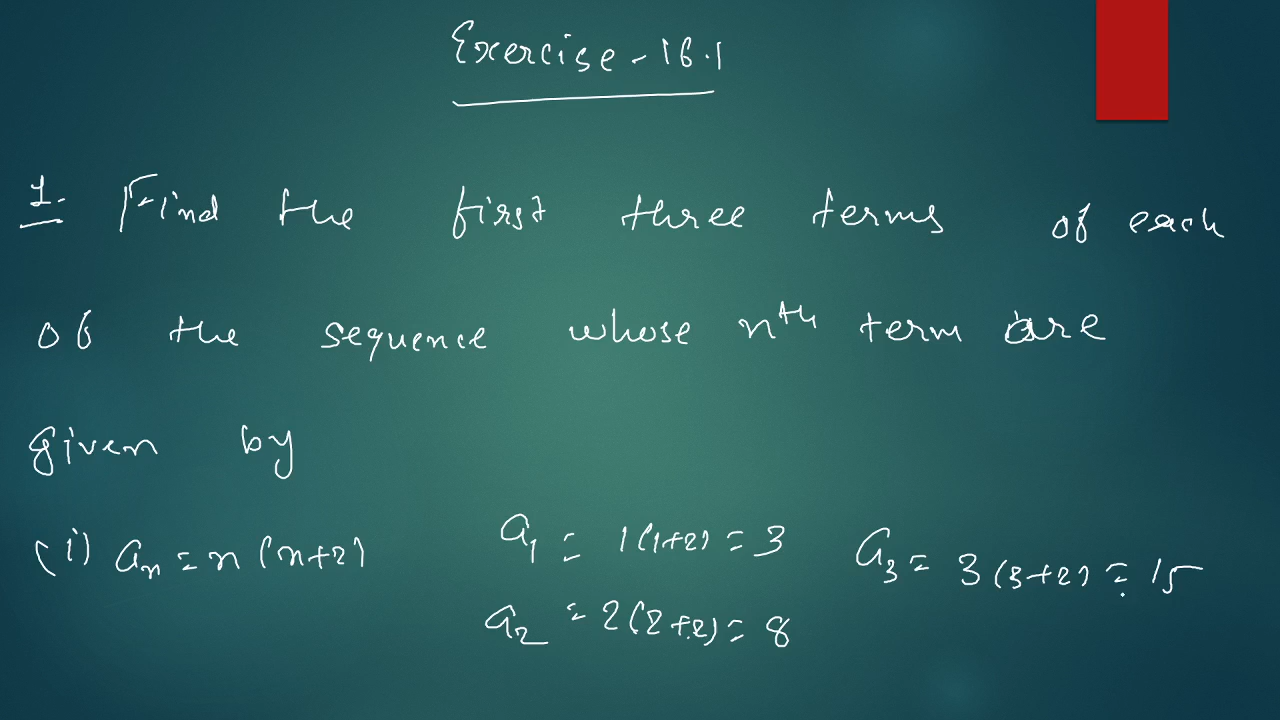 Exercise - 16.1
1. Find the first three terms of each
of the sequence whose nth term are
given by
(i) an = n (n+2)
a1 = 1(1+2) = 3
a2 = 2(2+2) = 8
a3 = 3(3+2) = 15